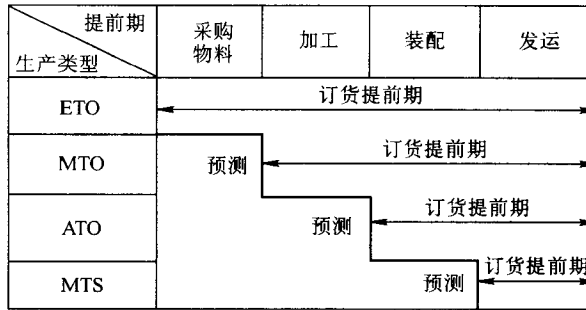 提前期
生产类型
采购
物料
加工
装配
发运
ETO
订货提前期
MTO
预测
订货提前期
ATO
预测
订货提前期
MTS
预测
订货提前期